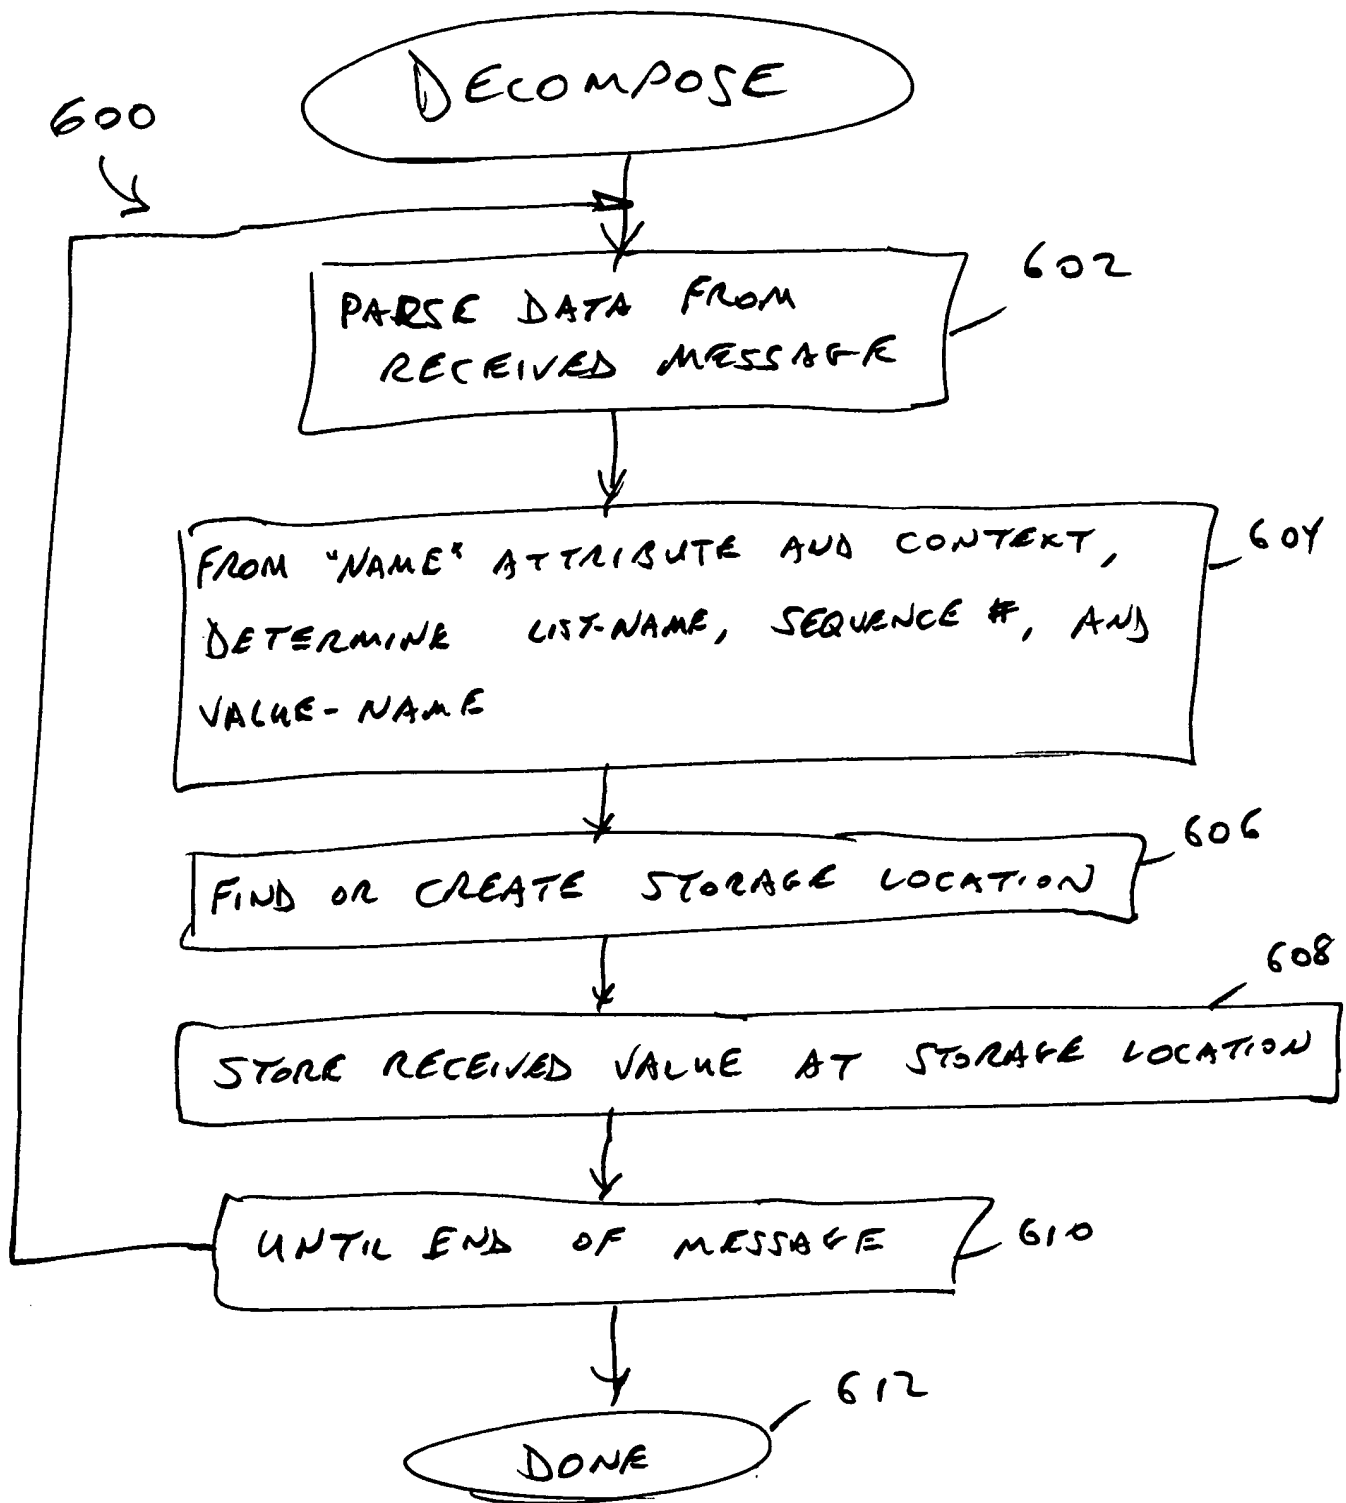 DECOMPOSE
600
PARSE DATA FROM
RECEIVED MESSAGE
602
FROM "NAME" ATTRIBUTE AND CONTEXT,
DETERMINE LIST-NAME, SEQUENCE #, AND
VALUE-NAME
604
FIND OR CREATE STORAGE LOCATION
606
STORE RECEIVED VALUE AT STORAGE LOCATION
608
UNTIL END OF MESSAGE
610
DONE
612